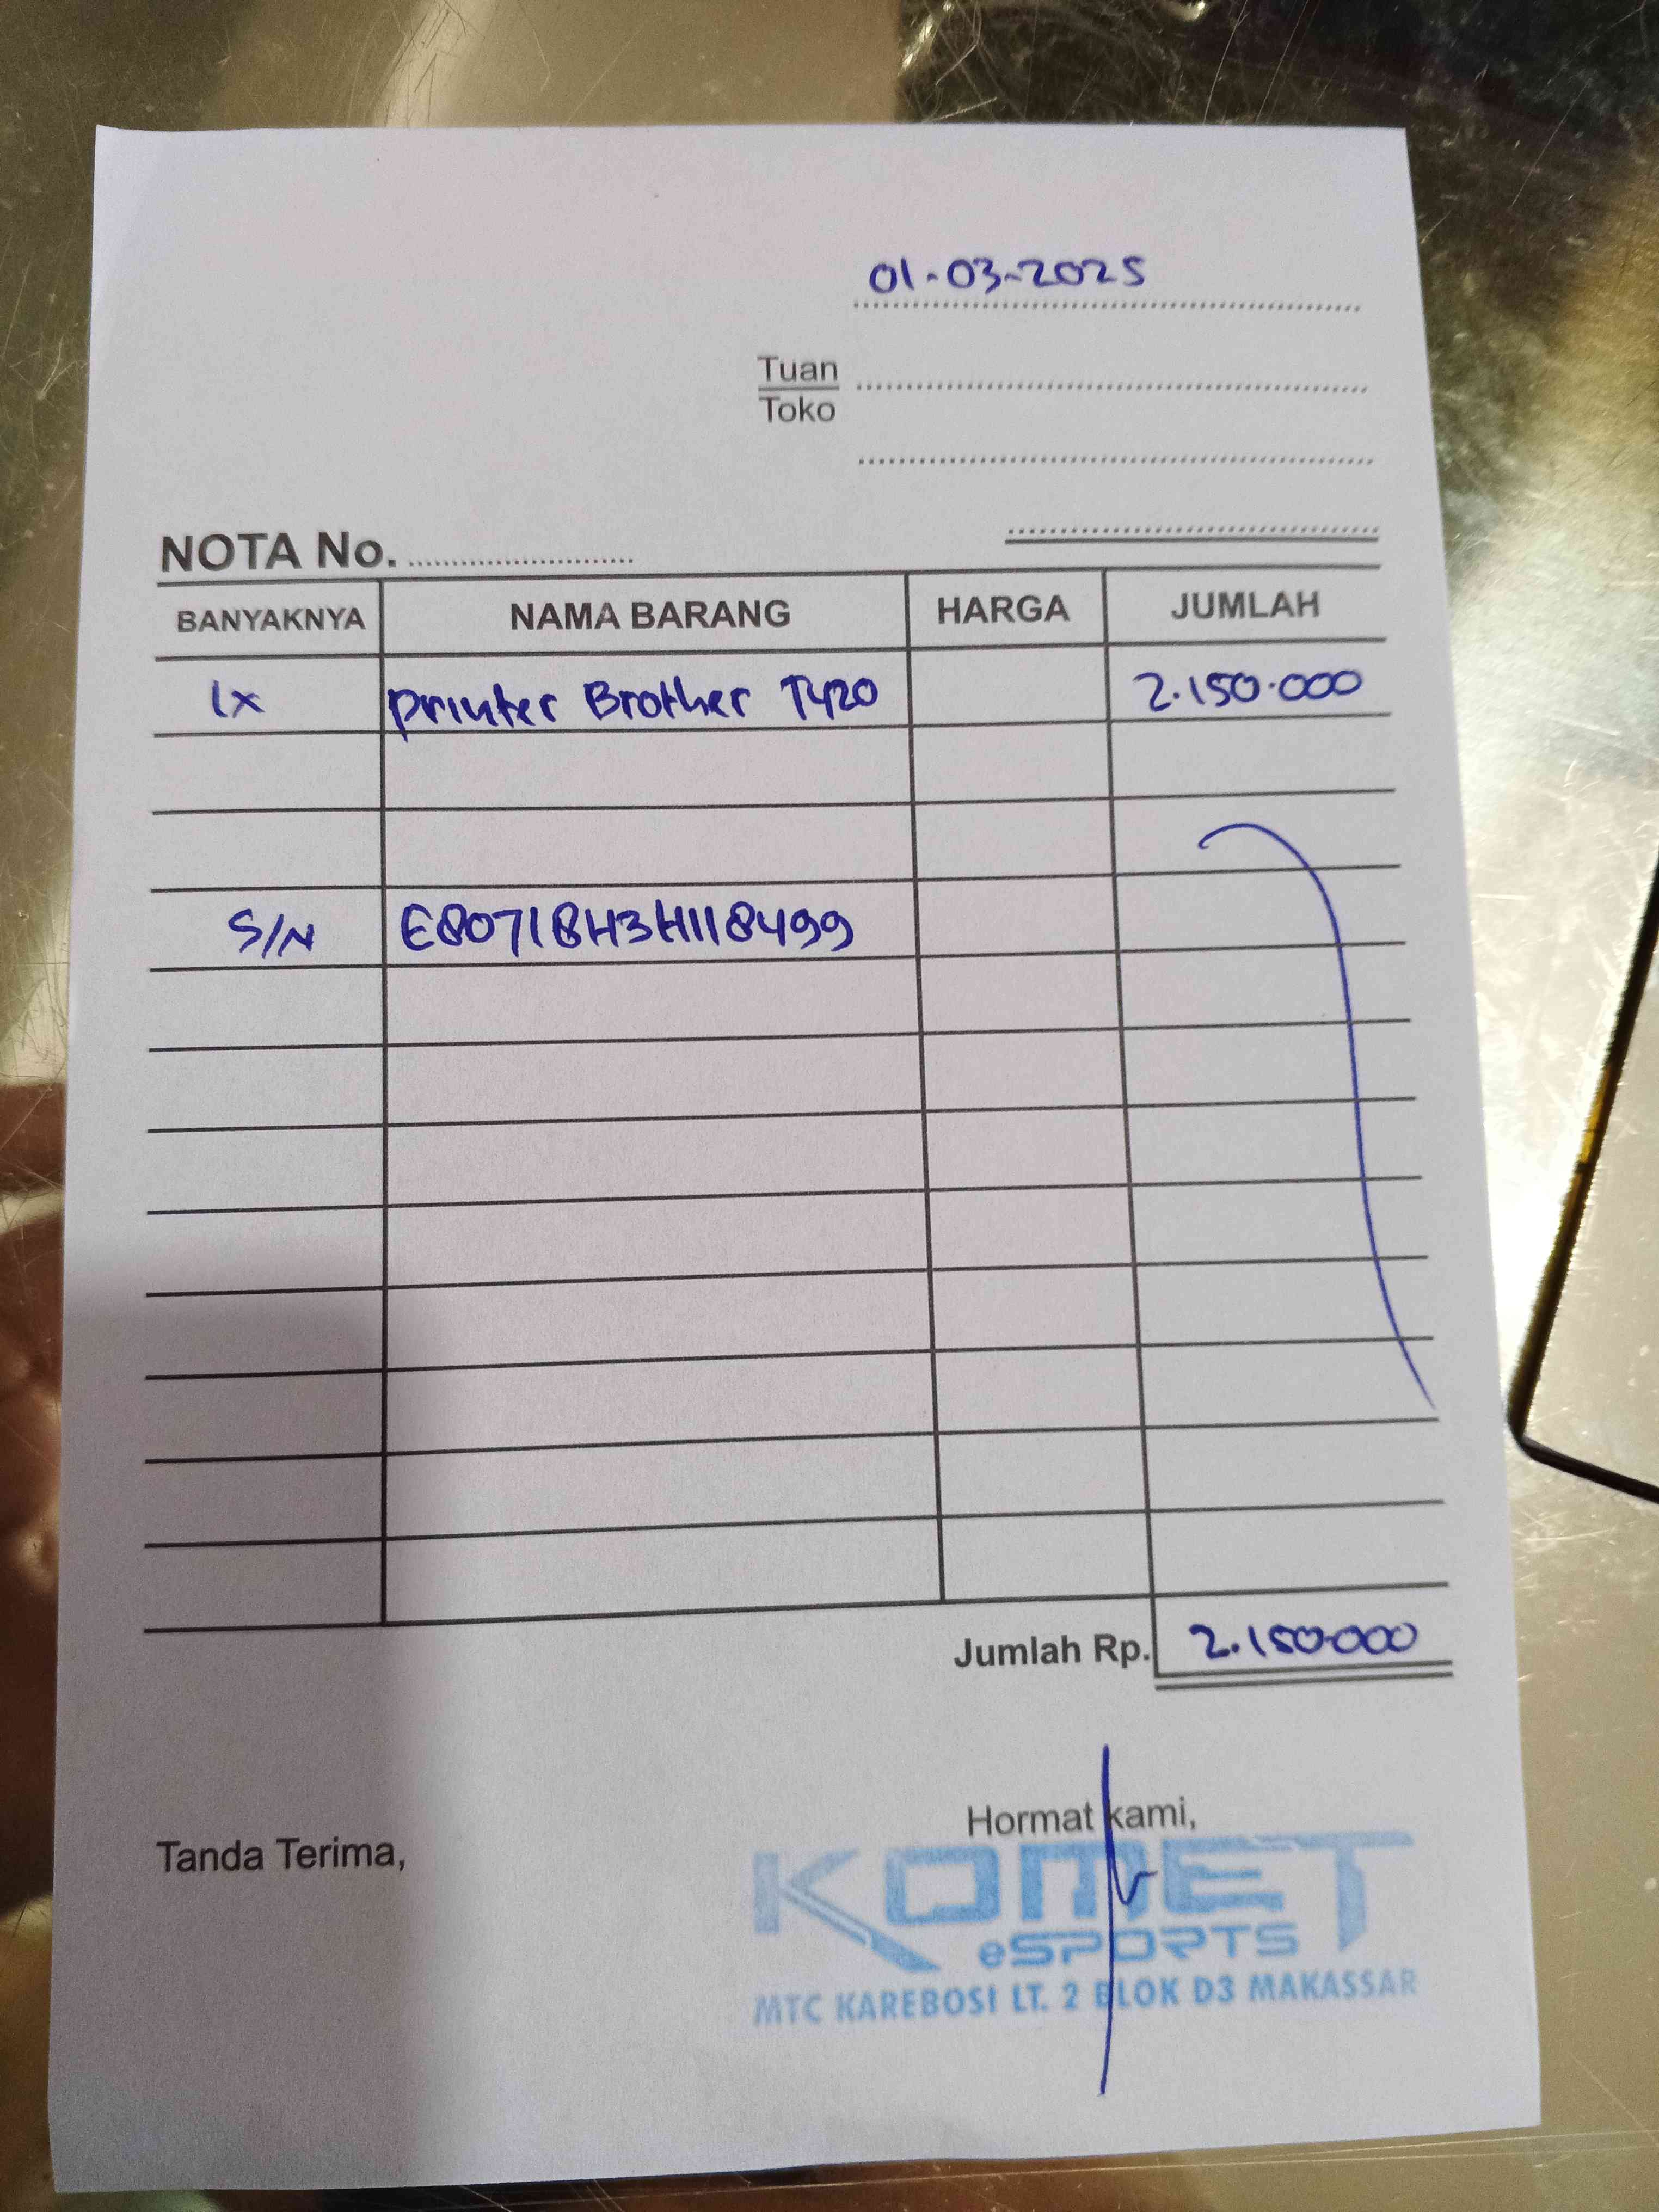 01-03-2025
Tuan
Toko
NOTA No.
BANYAKNYA NAMA BARANG HARGA JUMLAH
1x printer Brother T420 2.150.000
S/N E80718H3H118499
Jumlah Rp. 2.150.000
Tanda Terima,
Hormat kami,
KOMET
eSPORTS
MTC KAREBOSI LT. 2 BLOK D3 MAKASSAR